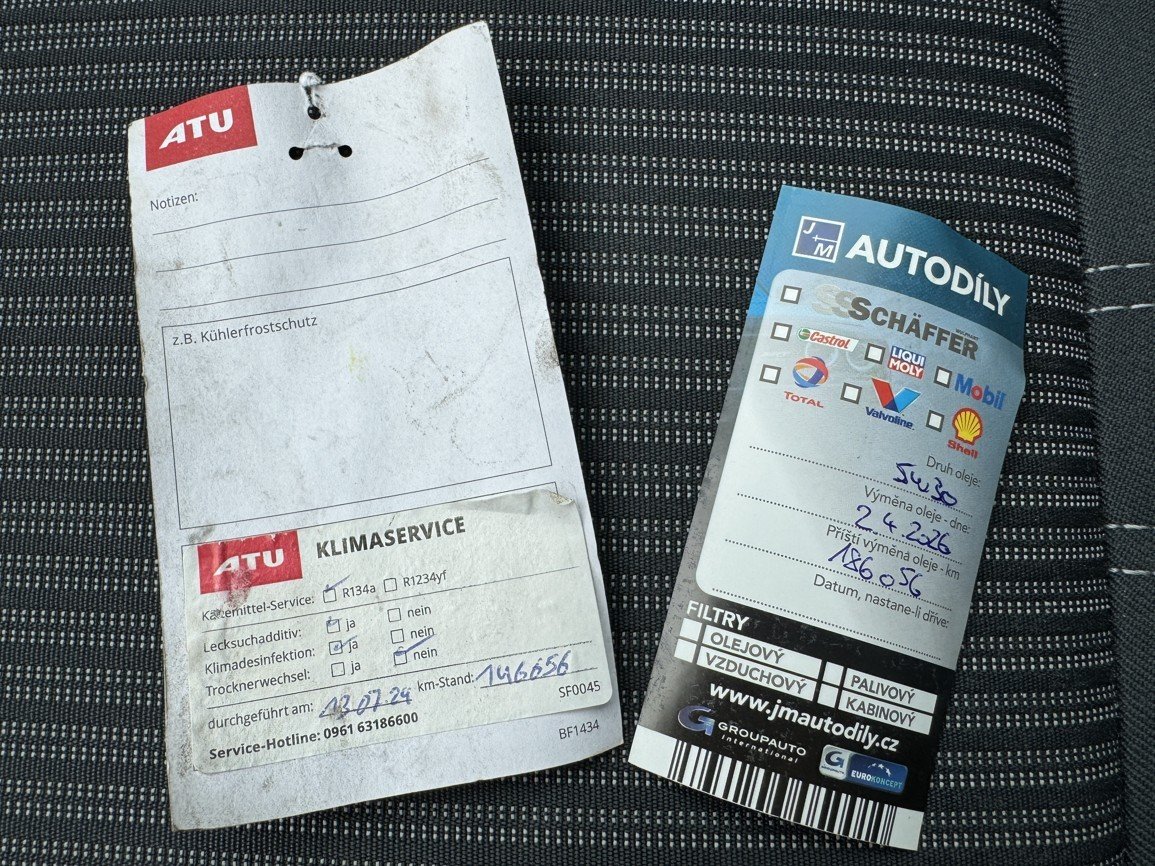 ATU
Notizen:
z.B. Kühlerfrostschutz
ATU KLIMASERVICE
Kältemittel-Service: R134a R1234yf
Lecksuchadditiv: ja nein
Klimadesinfektion: ja nein
Trocknerwechsel: ja nein
durchgeführt am: 13.07.24 km-Stand: 146656
Service-Hotline: 0961 63186600 SF0045
BF1434
J+M AUTODÍLY
SCHÄFFER
Castrol LIQUI MOLY Mobil
TOTAL Valvoline Shell
Druh oleje:
5W30
Výměna oleje - dne:
2.4.2026
Příští výměna oleje - km
186056
Datum, nastane-li dříve:
FILTRY
OLEJOVÝ PALIVOVÝ
VZDUCHOVÝ KABINOVÝ
www.jmautodily.cz
G GROUPAUTO
International
EUROKONCEPT